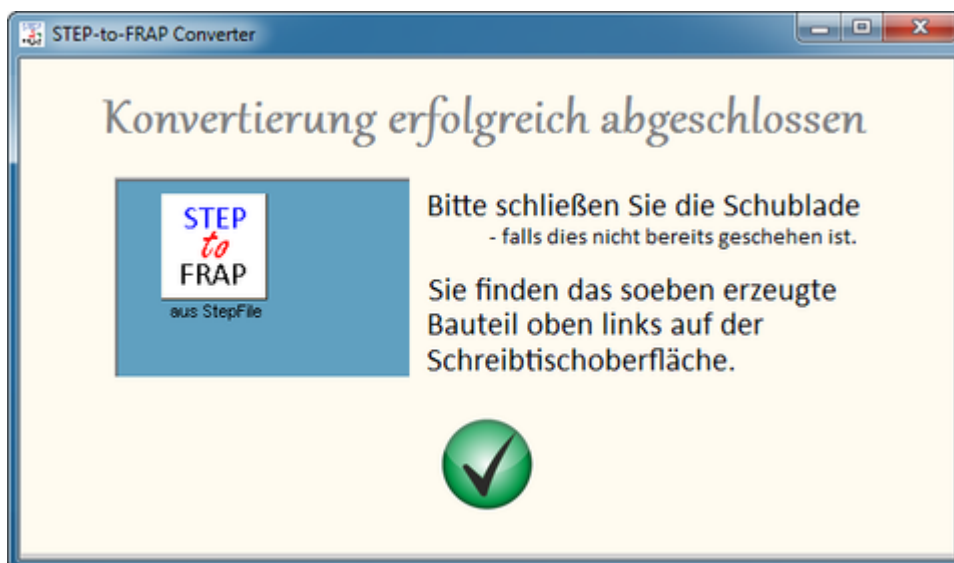 STEP-to-FRAP Converter
Konvertierung erfolgreich abgeschlossen
STEP
to
FRAP
aus StepFile
Bitte schließen Sie die Schublade
- falls dies nicht bereits geschehen ist.
Sie finden das soeben erzeugte
Bauteil oben links auf der
Schreibtischoberfläche.